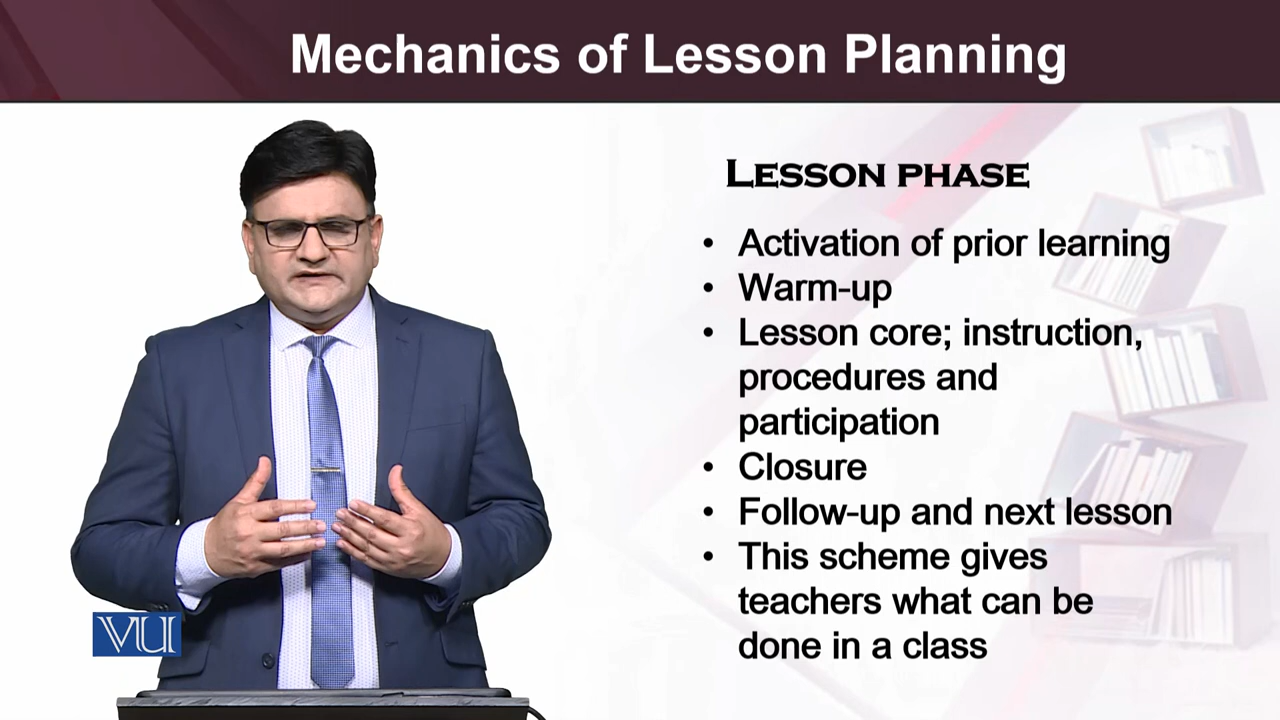 Mechanics of Lesson Planning
LESSON PHASE
• Activation of prior learning
• Warm-up
• Lesson core; instruction,
procedures and
participation
• Closure
• Follow-up and next lesson
• This scheme gives
teachers what can be
done in a class
VU